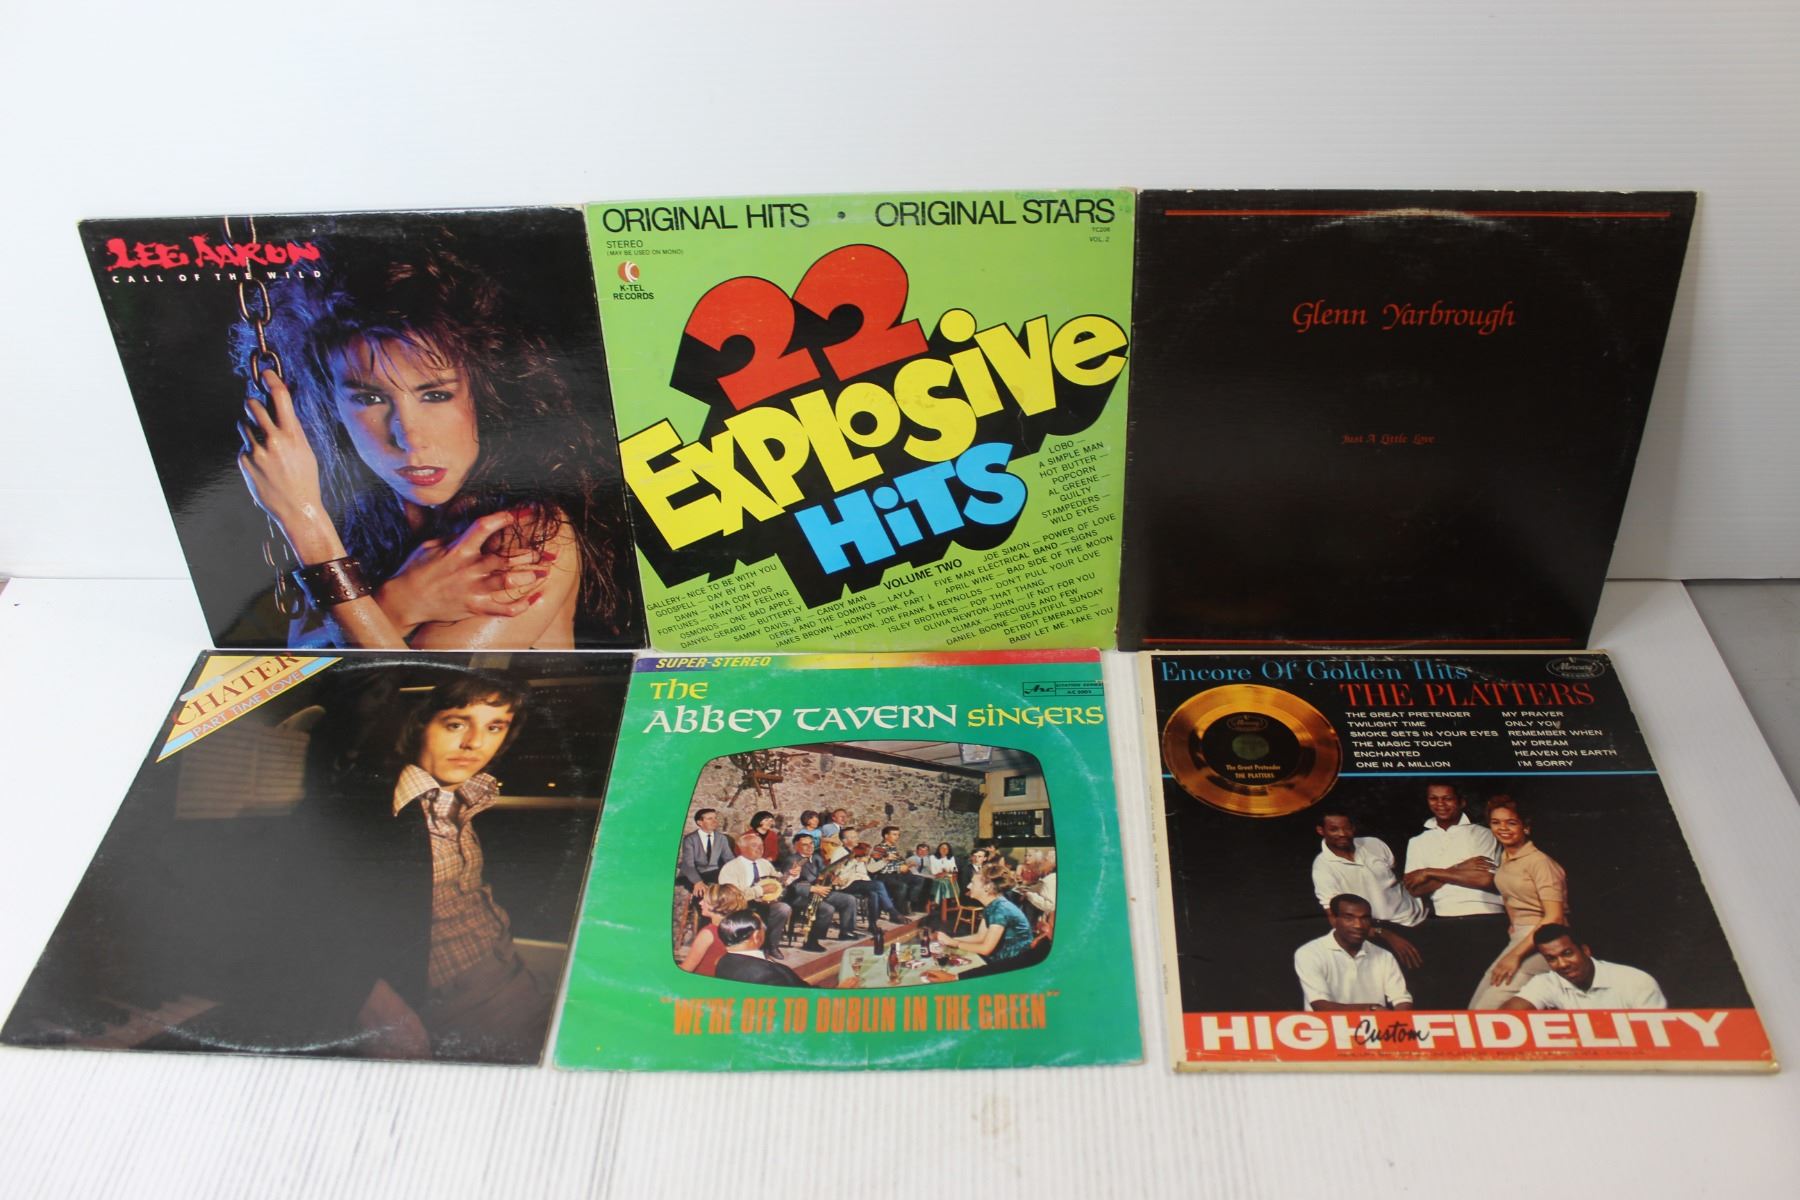 LEE AARON
CALL OF THE WILD
ORIGINAL HITS • ORIGINAL STARS
STEREO
(MAY BE USED ON MONO)
TC208
VOL. 2
K
K-TEL
RECORDS
22
EXPLOSIVE
HiTS
LOBO —
A SIMPLE MAN
HOT BUTTER —
POPCORN
AL GREENE —
GUILTY
STAMPEDERS —
WILD EYES
VOLUME TWO
GALLERY – NICE TO BE WITH YOU
GODSPELL — DAY BY DAY
DAWN — VAYA CON DIOS
FORTUNES — RAINY DAY FEELING
OSMONDS — ONE BAD APPLE
DANYEL GERARD — BUTTERFLY
SAMMY DAVIS, JR. — CANDY MAN
DEREK AND THE DOMINOS — LAYLA
JAMES BROWN — HONKY TONK, PART I
JOE SIMON — POWER OF LOVE
FIVE MAN ELECTRICAL BAND — SIGNS
APRIL WINE — BAD SIDE OF THE MOON
HAMILTON, JOE FRANK & REYNOLDS — DON'T PULL YOUR LOVE
ISLEY BROTHERS — POP THAT THANG
OLIVIA NEWTON-JOHN — IF NOT FOR YOU
CLIMAX — PRECIOUS AND FEW
DANIEL BOONE — BEAUTIFUL SUNDAY
DETROIT EMERALDS — YOU
BABY LET ME, TAKE YOU
Glenn Yarbrough
Just A Little Love
CHATER
PART TIME LOVE
SUPER-STEREO
THE
ABBEY TAVERN SINGERS
Arc
"WE'RE OFF TO DUBLIN IN THE GREEN"
Encore Of Golden Hits
THE PLATTERS
Mercury
RECORDS
THE GREAT PRETENDER
TWILIGHT TIME
SMOKE GETS IN YOUR EYES
THE MAGIC TOUCH
ENCHANTED
ONE IN A MILLION
MY PRAYER
ONLY YOU
REMEMBER WHEN
MY DREAM
HEAVEN ON EARTH
I'M SORRY
Mercury
The Great Pretender
THE PLATTERS
HIGH Custom FIDELITY